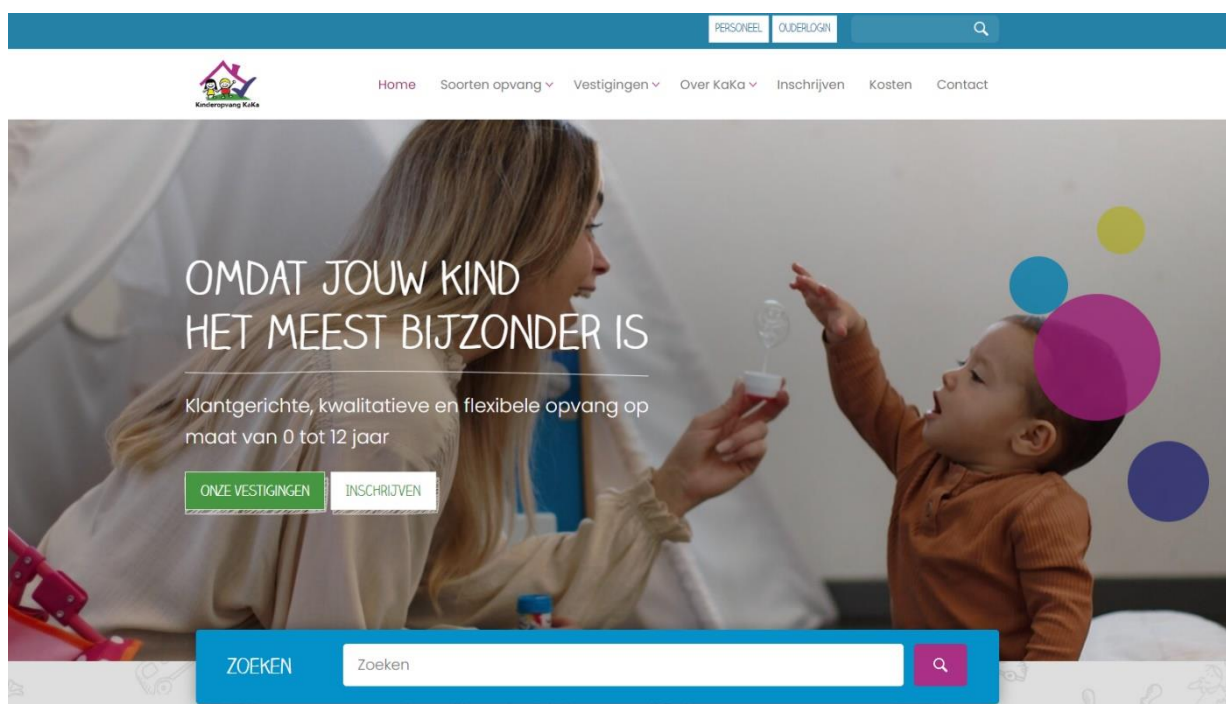 PERSONEEL
OUDERLOGIN
Kinderopvang KaKa
Home
Soorten opvang
Vestigingen
Over KaKa
Inschrijven
Kosten
Contact
OMDAT JOUW KIND
HET MEEST BIJZONDER IS
Klantgerichte, kwalitatieve en flexibele opvang op
maat van 0 tot 12 jaar
ONZE VESTIGINGEN
INSCHRIJVEN
ZOEKEN
Zoeken